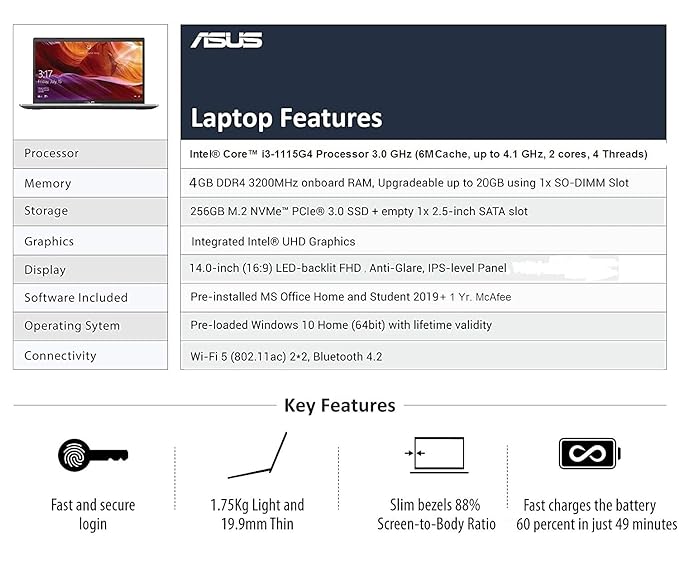 3:17
Friday, July 15
ASUS
Laptop Features
Processor
Intel® Core™ i3-1115G4 Processor 3.0 GHz (6M Cache, up to 4.1 GHz, 2 cores, 4 Threads)
Memory
4GB DDR4 3200MHz onboard RAM, Upgradeable up to 20GB using 1x SO-DIMM Slot
Storage
256GB M.2 NVMe™ PCIe® 3.0 SSD + empty 1x 2.5-inch SATA slot
Graphics
Integrated Intel® UHD Graphics
Display
14.0-inch (16:9) LED-backlit FHD , Anti-Glare, IPS-level Panel
Software Included
Pre-installed MS Office Home and Student 2019+ 1 Yr. McAfee
Operating Sytem
Pre-loaded Windows 10 Home (64bit) with lifetime validity
Connectivity
Wi-Fi 5 (802.11ac) 2*2, Bluetooth 4.2
Key Features
Fast and secure
login
1.75Kg Light and
19.9mm Thin
Slim bezels 88%
Screen-to-Body Ratio
Fast charges the battery
60 percent in just 49 minutes